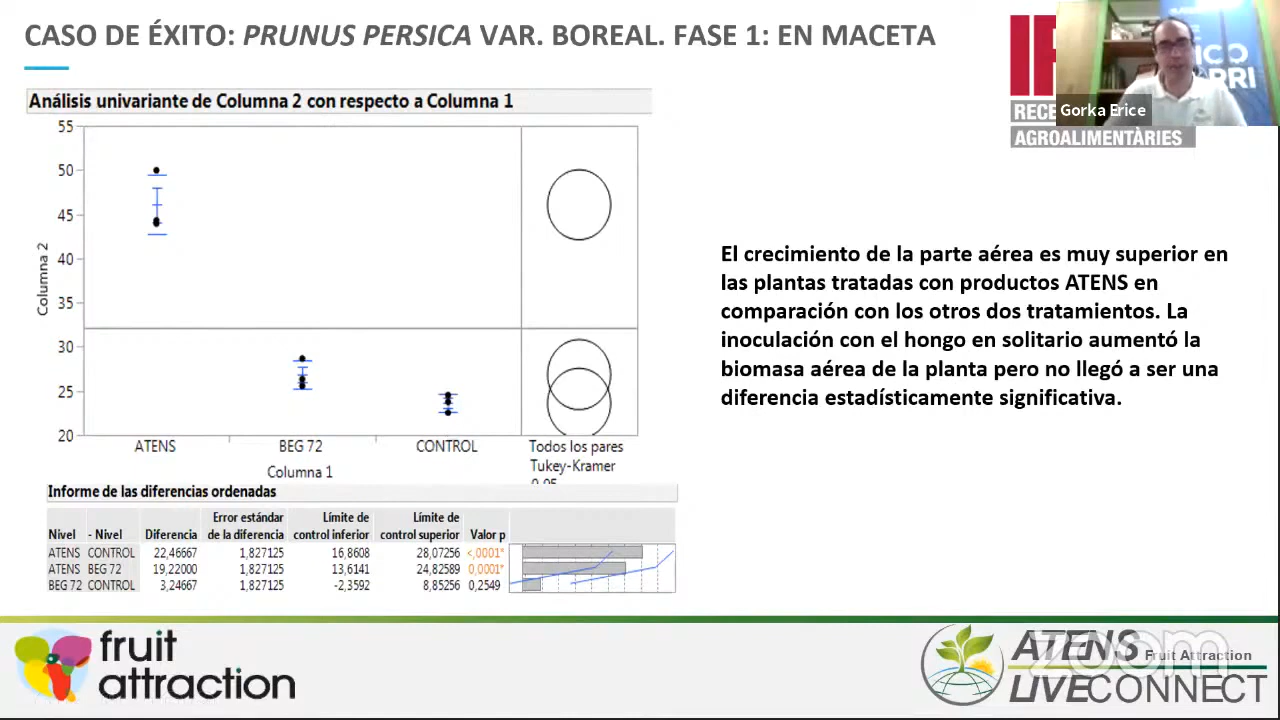 CASO DE ÉXITO: PRUNUS PERSICA VAR. BOREAL. FASE 1: EN MACETA
Gorka Erice
AGROALIMENTÀRIES
Análisis univariante de Columna 2 con respecto a Columna 1
55
50
45
40
35
30
25
20
Columna 2
ATENS BEG 72 CONTROL
Columna 1
Todos los pares
Tukey-Kramer
0,05
El crecimiento de la parte aérea es muy superior en
las plantas tratadas con productos ATENS en
comparación con los otros dos tratamientos. La
inoculación con el hongo en solitario aumentó la
biomasa aérea de la planta pero no llegó a ser una
diferencia estadísticamente significativa.
Informe de las diferencias ordenadas
Nivel - Nivel Diferencia Error estándar de la diferencia Límite de control inferior Límite de control superior Valor p
ATENS CONTROL 22,46667 1,827125 16,8608 28,07256 <,0001*
ATENS BEG 72 19,22000 1,827125 13,6141 24,82589 0,0001*
BEG 72 CONTROL 3,24667 1,827125 -2,3592 8,85256 0,2549
fruit
attraction
ATENS Fruit Attraction
LIVECONNECT
zoom